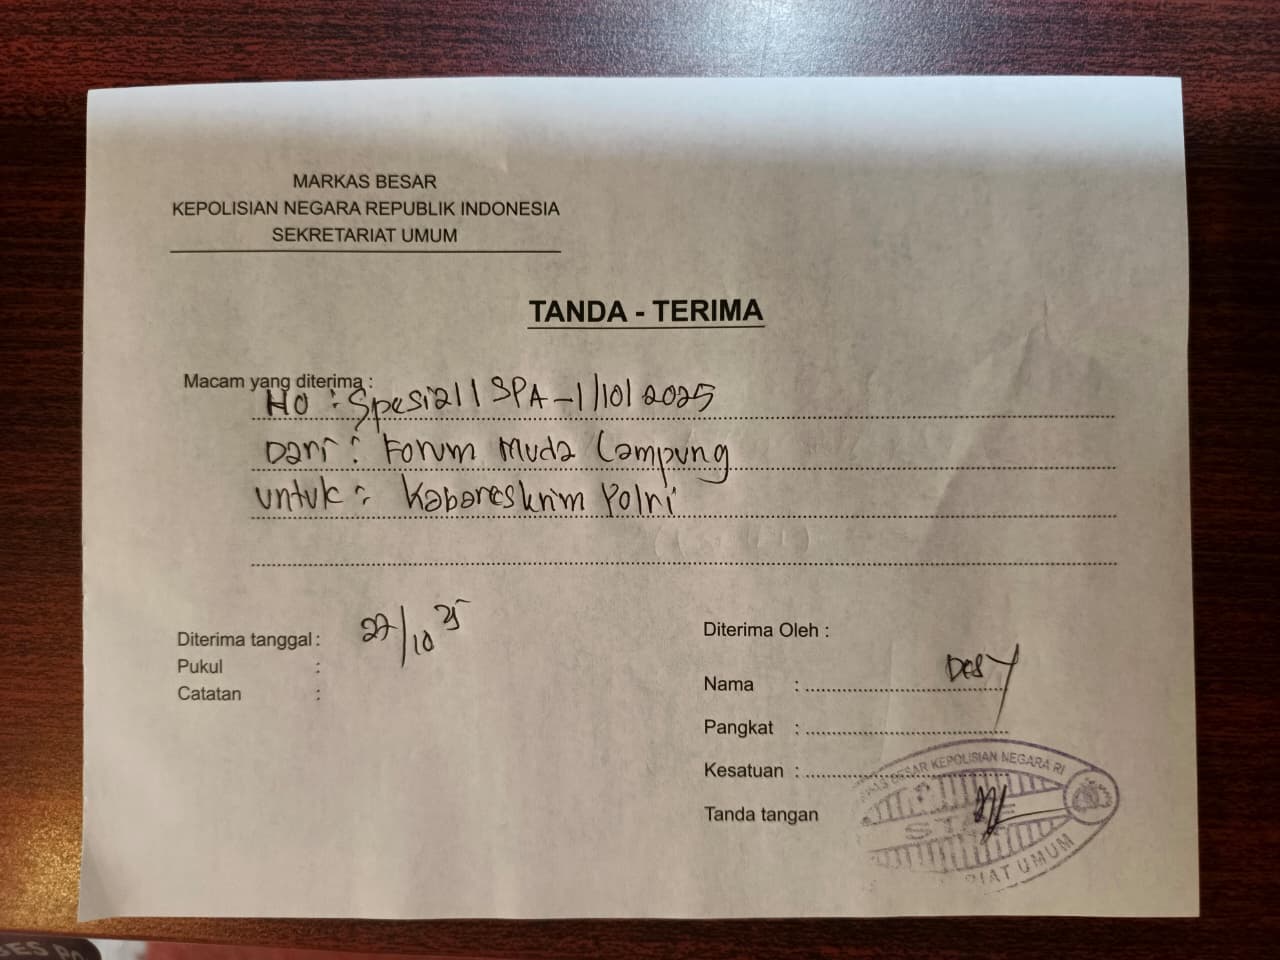 MARKAS BESAR
KEPOLISIAN NEGARA REPUBLIK INDONESIA
SEKRETARIAT UMUM
TANDA - TERIMA
Macam yang diterima :
NO : Spesial / SPA-1/10/2025
Dari : Forum Muda Lampung
untuk : Kabareskrim Polri
Diterima tanggal : 27/10 25
Pukul :
Catatan :
Diterima Oleh :
Nama : DESY
Pangkat :
Kesatuan :
Tanda tangan
BESAR KEPOLISIAN NEGARA RI
UMUM